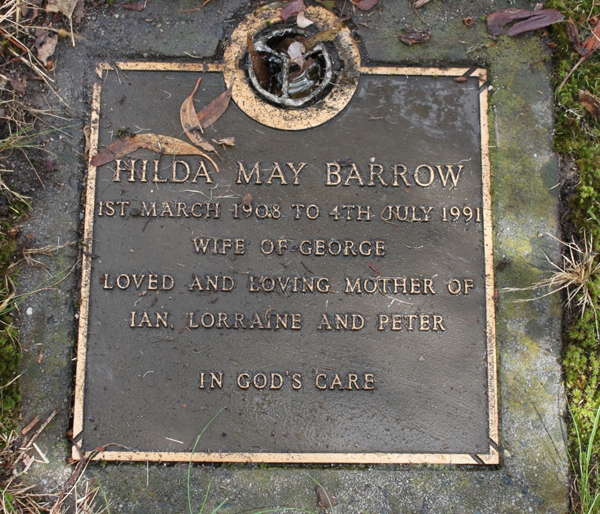 HILDA MAY BARROW
1ST MARCH 1908 TO 4TH JULY 1991
WIFE OF GEORGE
LOVED AND LOVING MOTHER OF
IAN, LORRAINE AND PETER
IN GOD'S CARE